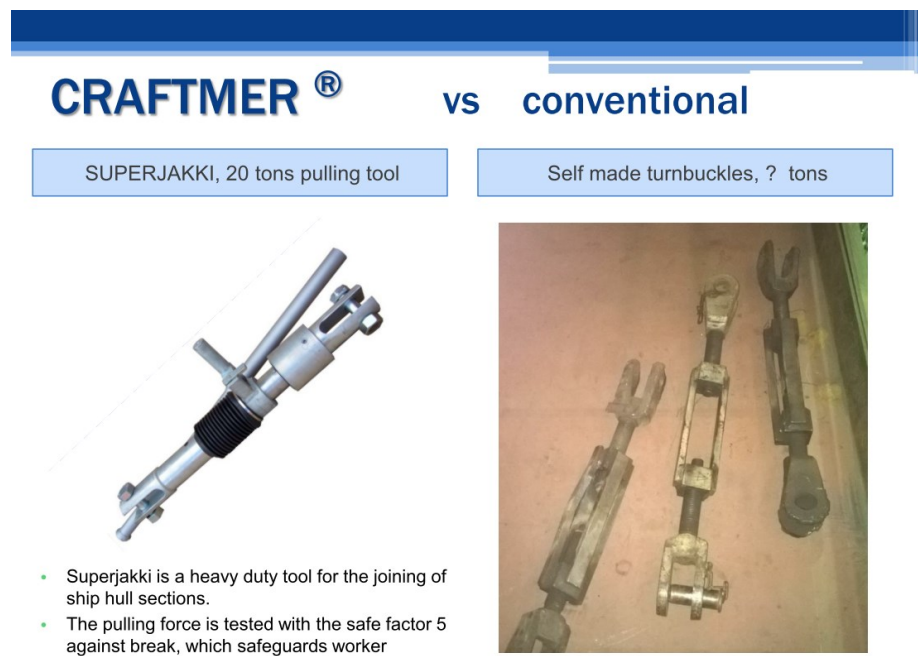 CRAFTMER ® vs conventional
SUPERJAKKI, 20 tons pulling tool
Self made turnbuckles, ? tons
• Superjakki is a heavy duty tool for the joining of
ship hull sections.
• The pulling force is tested with the safe factor 5
against break, which safeguards worker